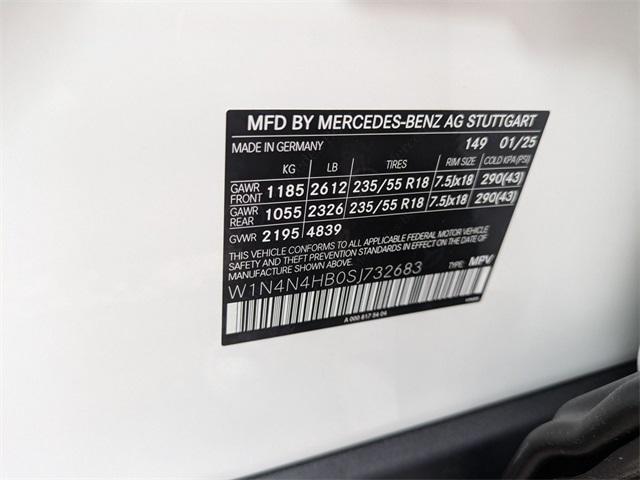 MFD BY MERCEDES-BENZ AG STUTTGART
MADE IN GERMANY 149 01/25
KG LB TIRES RIM SIZE COLD KPA(PSI)
GAWR FRONT 1185 2612 235/55 R18 7.5Jx18 290(43)
GAWR REAR 1055 2326 235/55 R18 7.5Jx18 290(43)
GVWR 2195 4839
THIS VEHICLE CONFORMS TO ALL APPLICABLE FEDERAL MOTOR VEHICLE
SAFETY AND THEFT PREVENTION STANDARDS IN EFFECT ON THE DATE OF
MANUFACTURE SHOWN ABOVE.
W1N4N4HB0SJ732683 TYPE: MPV
A 000 817 56 04